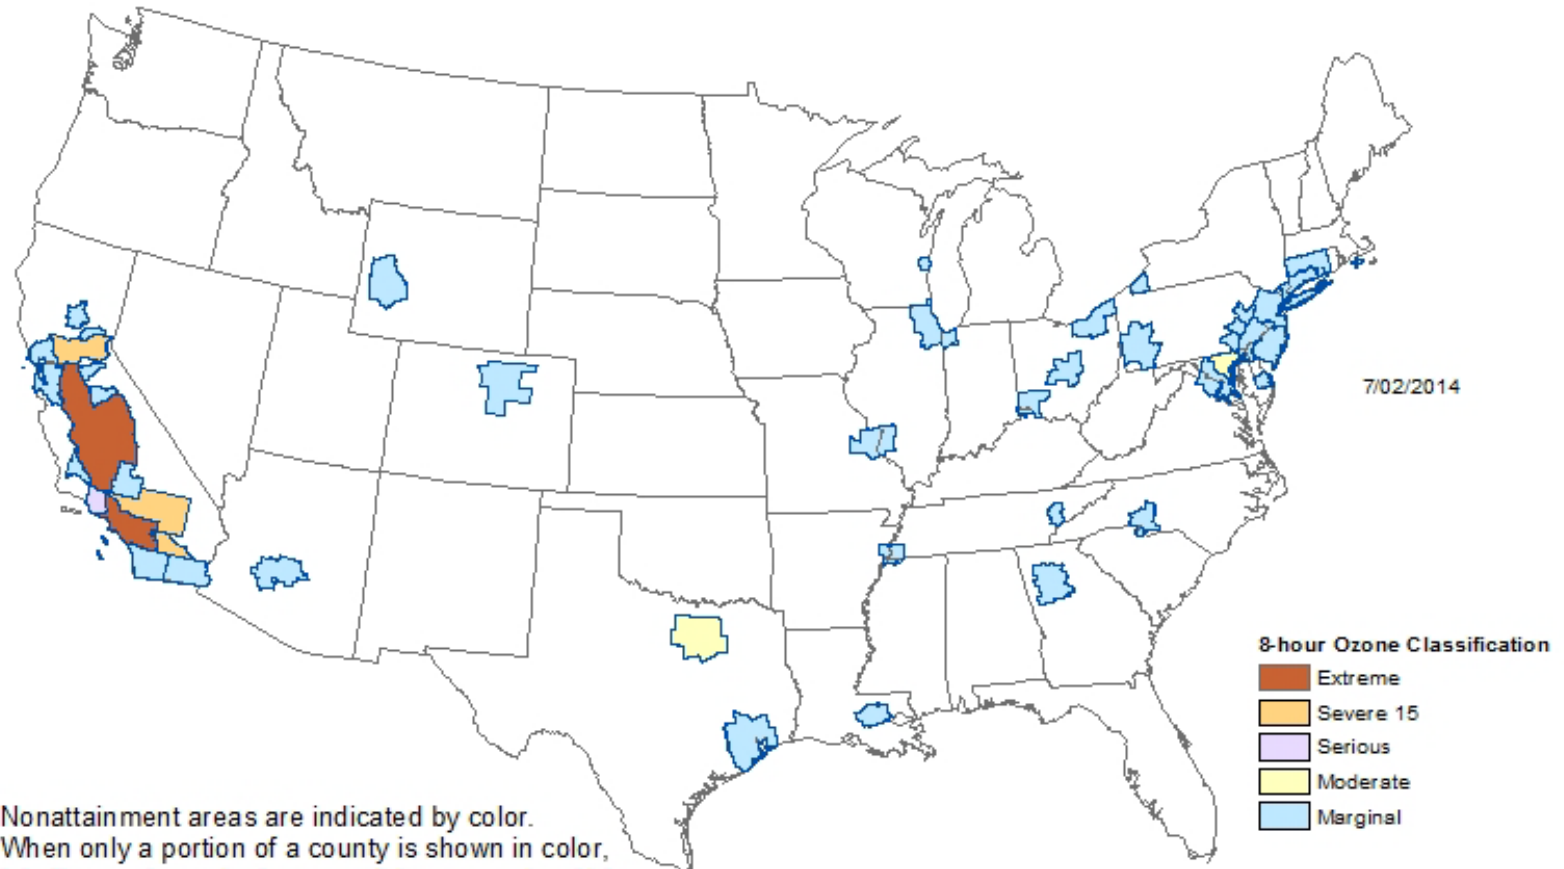 7/02/2014
8-hour Ozone Classification
Extreme
Severe 15
Serious
Moderate
Marginal
Nonattainment areas are indicated by color.
When only a portion of a county is shown in color,